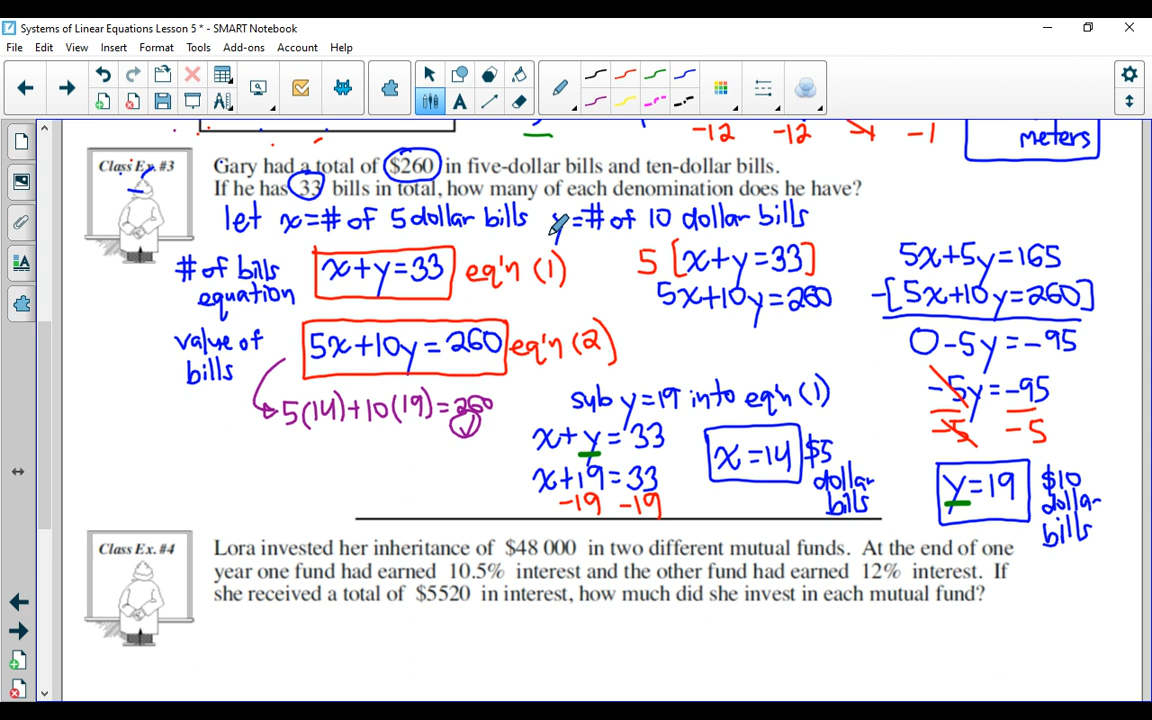 Systems of Linear Equations Lesson 5 * - SMART Notebook
File Edit View Insert Format Tools Add-ons Account Help
-12 -12 -1
meters
Class Ex. #3
Gary had a total of $260 in five-dollar bills and ten-dollar bills.
If he has 33 bills in total, how many of each denomination does he have?
let x=# of 5 dollar bills y=# of 10 dollar bills
# of bills
equation
x+y=33 eq'n (1)
value of
bills
5x+10y=260 eq'n (2)
5(14)+10(19)=260
5[x+y=33]
5x+10y=260
5x+5y=165
-[5x+10y=260]
0-5y=-95
-5y=-95
-5 -5
y=19 $10
dollar
bills
sub y=19 into eq'n (1)
x+y=33
x+19=33
-19 -19
x=14 $5
dollar
bills
Class Ex. #4
Lora invested her inheritance of $48 000 in two different mutual funds. At the end of one
year one fund had earned 10.5% interest and the other fund had earned 12% interest. If
she received a total of $5520 in interest, how much did she invest in each mutual fund?